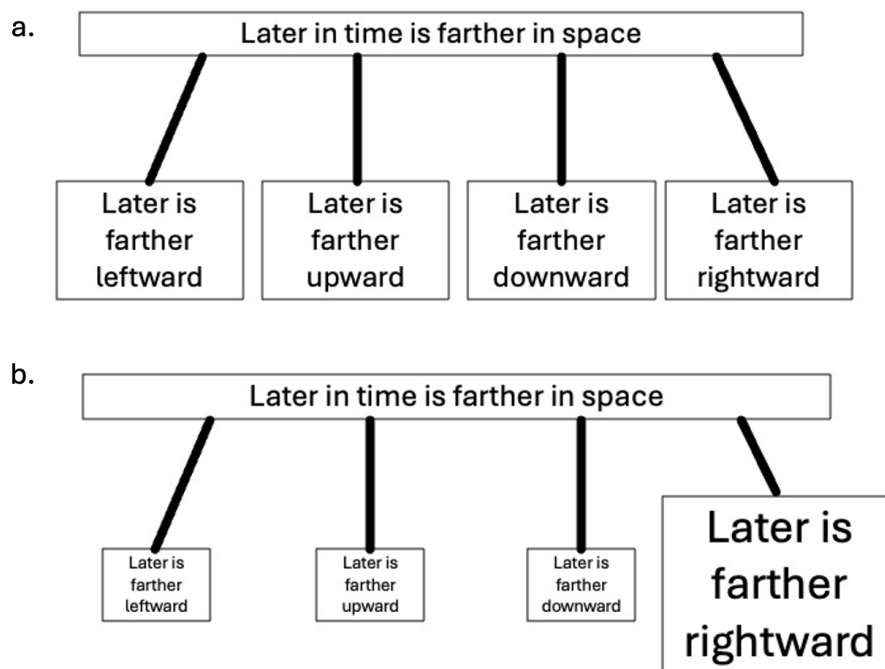 a.
Later in time is farther in space
Later is
farther
leftward
Later is
farther
upward
Later is
farther
downward
Later is
farther
rightward
b.
Later in time is farther in space
Later is
farther
leftward
Later is
farther
upward
Later is
farther
downward
Later is
farther
rightward